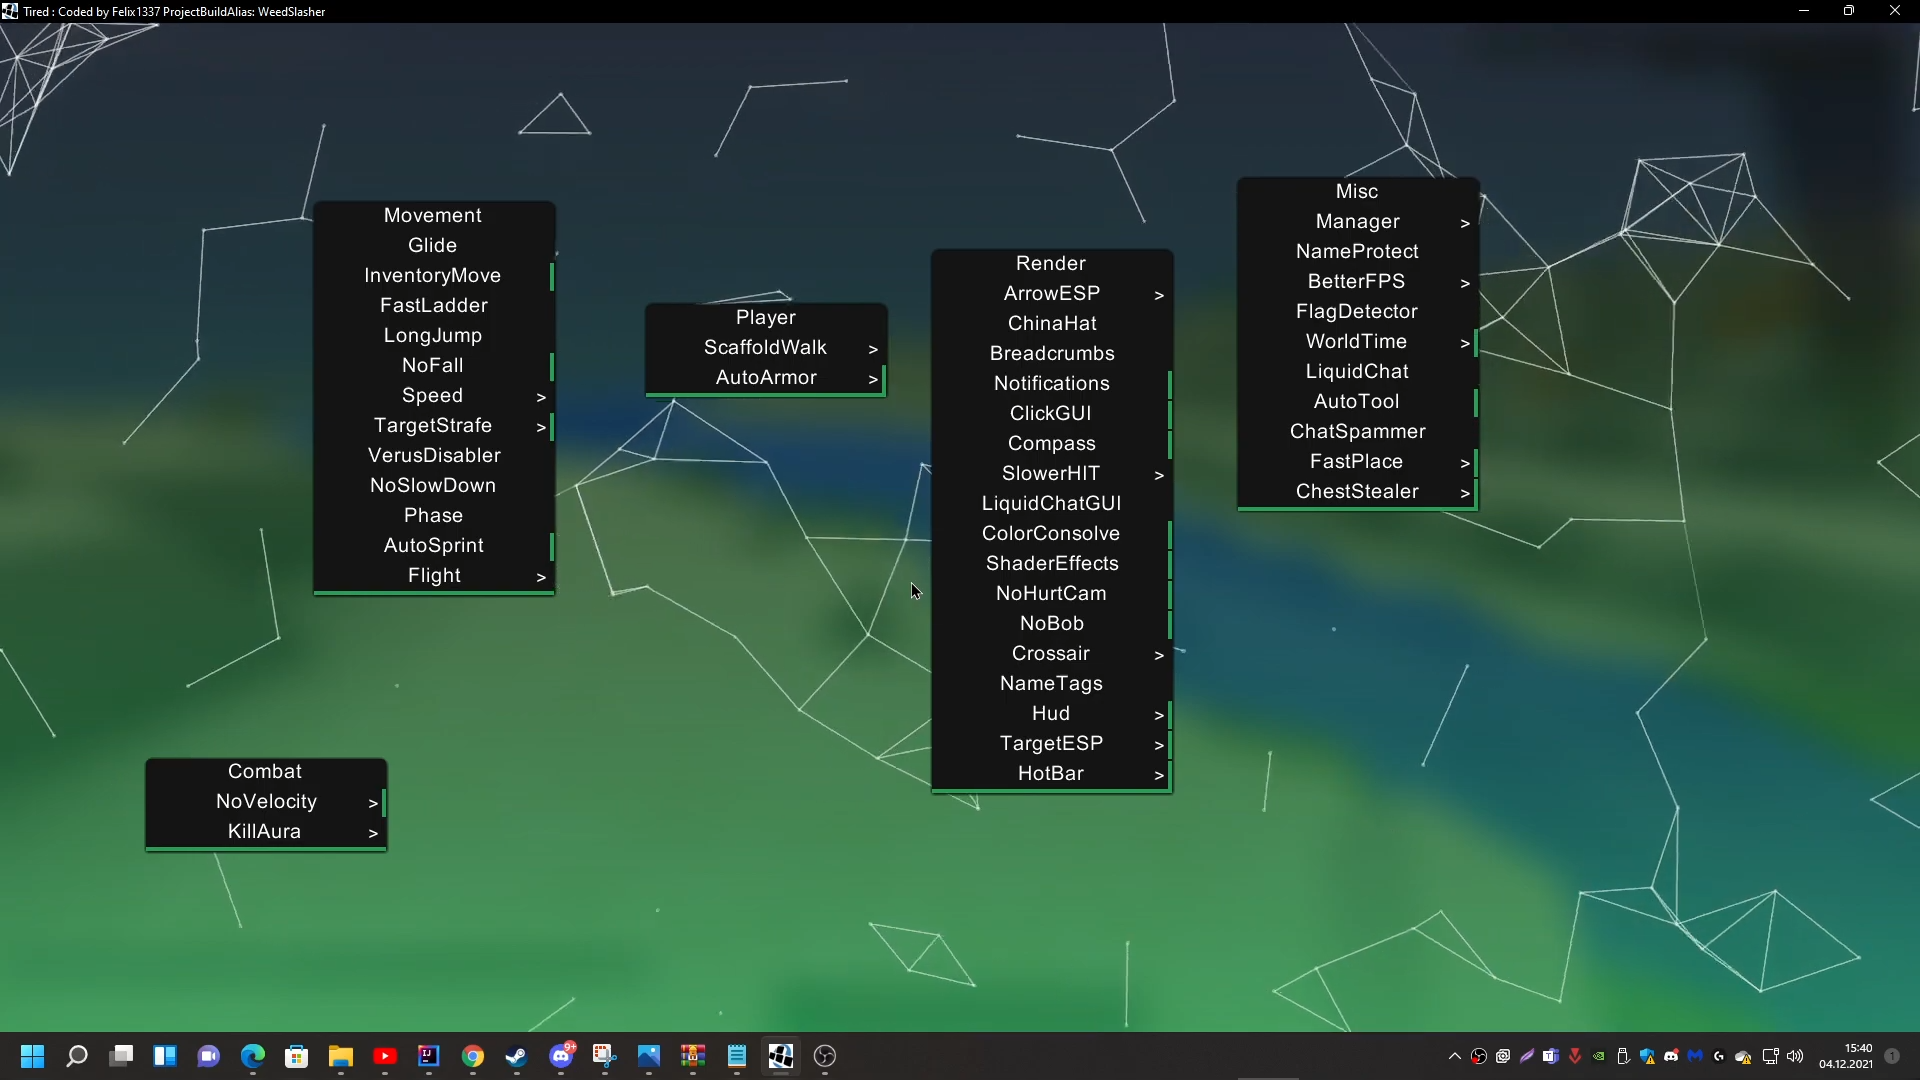 Tired : Coded by Felix1337 ProjectBuildAlias: WeedSlasher
Movement
Glide
InventoryMove
FastLadder
LongJump
NoFall
Speed >
TargetStrafe >
VerusDisabler
NoSlowDown
Phase
AutoSprint
Flight >
Player
ScaffoldWalk >
AutoArmor >
Render
ArrowESP >
ChinaHat
Breadcrumbs
Notifications
ClickGUI
Compass
SlowerHIT >
LiquidChatGUI
ColorConsolve
ShaderEffects
NoHurtCam
NoBob
Crossair >
NameTags
Hud >
TargetESP >
HotBar >
Misc
Manager >
NameProtect
BetterFPS >
FlagDetector
WorldTime >
LiquidChat
AutoTool
ChatSpammer
FastPlace >
ChestStealer >
Combat
NoVelocity >
KillAura >
9+
15:40
04.12.2021
1